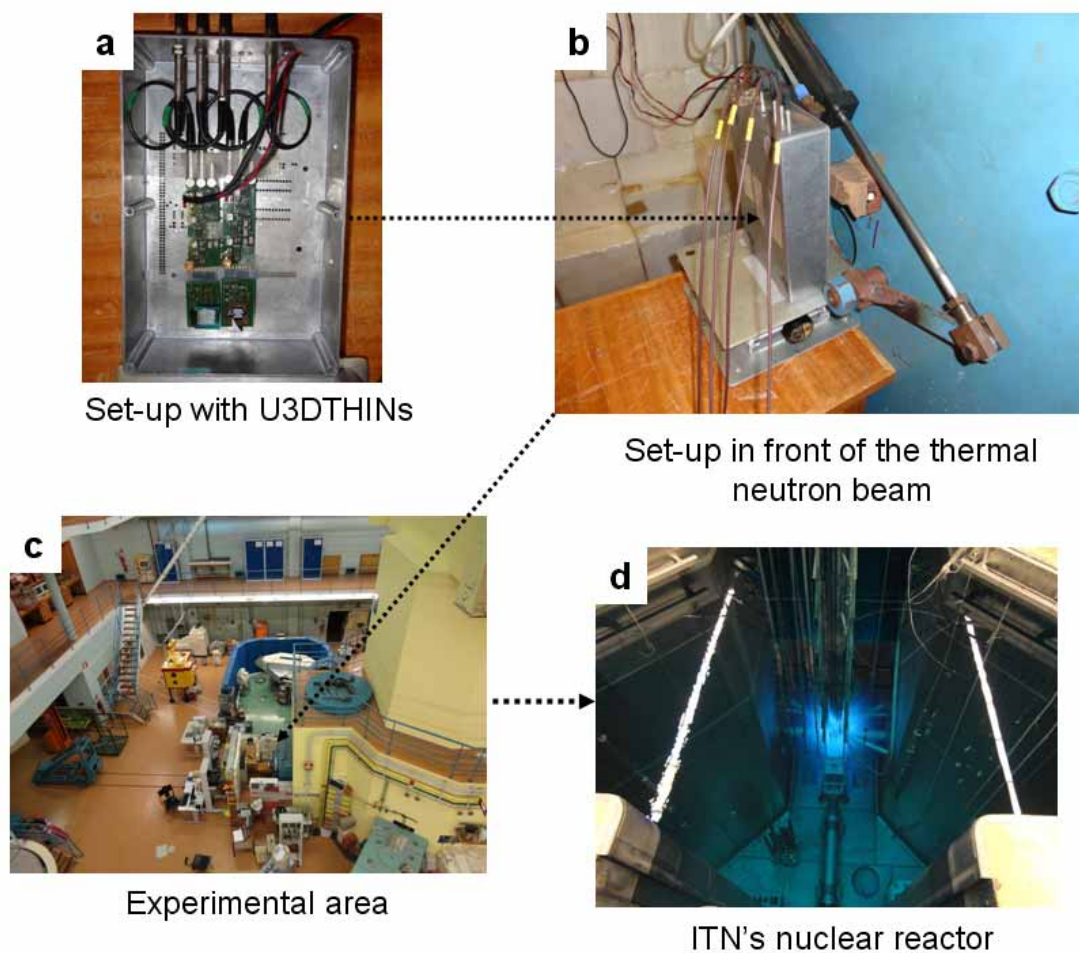 a
b
Set-up with U3DTHINs
Set-up in front of the thermal
neutron beam
c
d
Experimental area
ITN's nuclear reactor